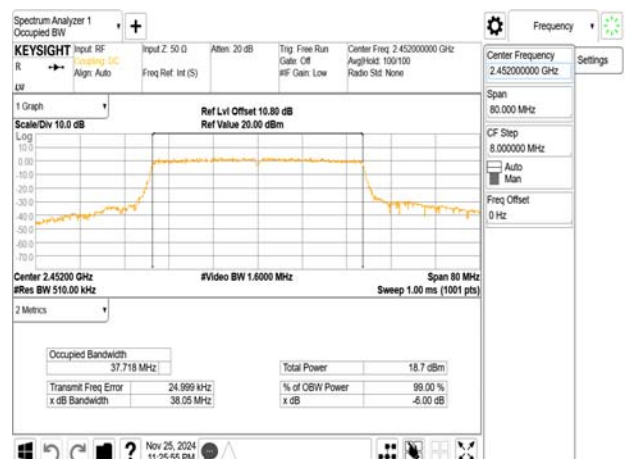 Spectrum Analyzer 1
Occupied BW
Frequency
KEYSIGHT
R
Input: RF
Coupling: DC
Align: Auto
Input Z: 50 Ω
Freq Ref: Int (S)
Atten: 20 dB
Trig: Free Run
Gate: Off
#IF Gain: Low
Center Freq: 2.452000000 GHz
Avg|Hold: 100/100
Radio Std: None
Center Frequency
2.452000000 GHz
Settings
Span
80.000 MHz
CF Step
8.000000 MHz
Auto
Man
Freq Offset
0 Hz
1 Graph
Scale/Div 10.0 dB
Ref Lvl Offset 10.80 dB
Ref Value 20.00 dBm
Log
10.0
0.00
-10.0
-20.0
-30.0
-40.0
-50.0
-60.0
-70.0
Center 2.45200 GHz
#Video BW 1.6000 MHz
Span 80 MHz
#Res BW 510.00 kHz
Sweep 1.00 ms (1001 pts)
2 Metrics
Occupied Bandwidth
37.718 MHz
Total Power 18.7 dBm
Transmit Freq Error 24.999 kHz
% of OBW Power 99.00 %
x dB Bandwidth 38.05 MHz
x dB -6.00 dB
?
Nov 25, 2024
11:25:55 PM